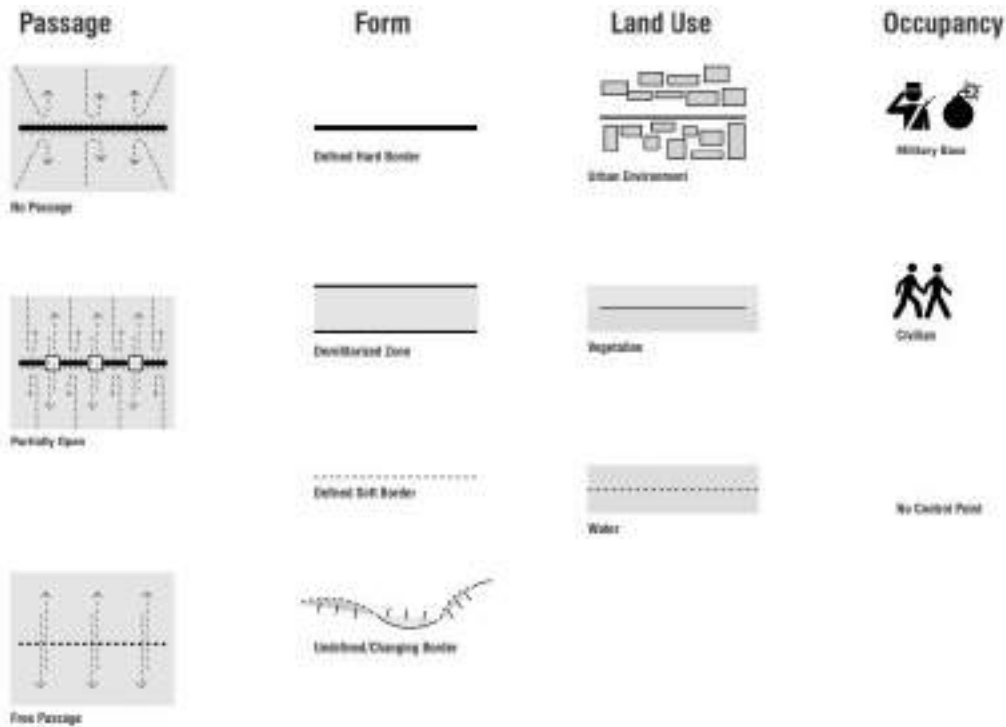 Passage
Form
Land Use
Occupancy
No Passage
Defined Hard Border
Urban Environment
Military Base
Partially Open
Demilitarized Zone
Vegetation
Civilian
Defined Soft Border
Water
No Control Point
Free Passage
Undefined/Changing Border